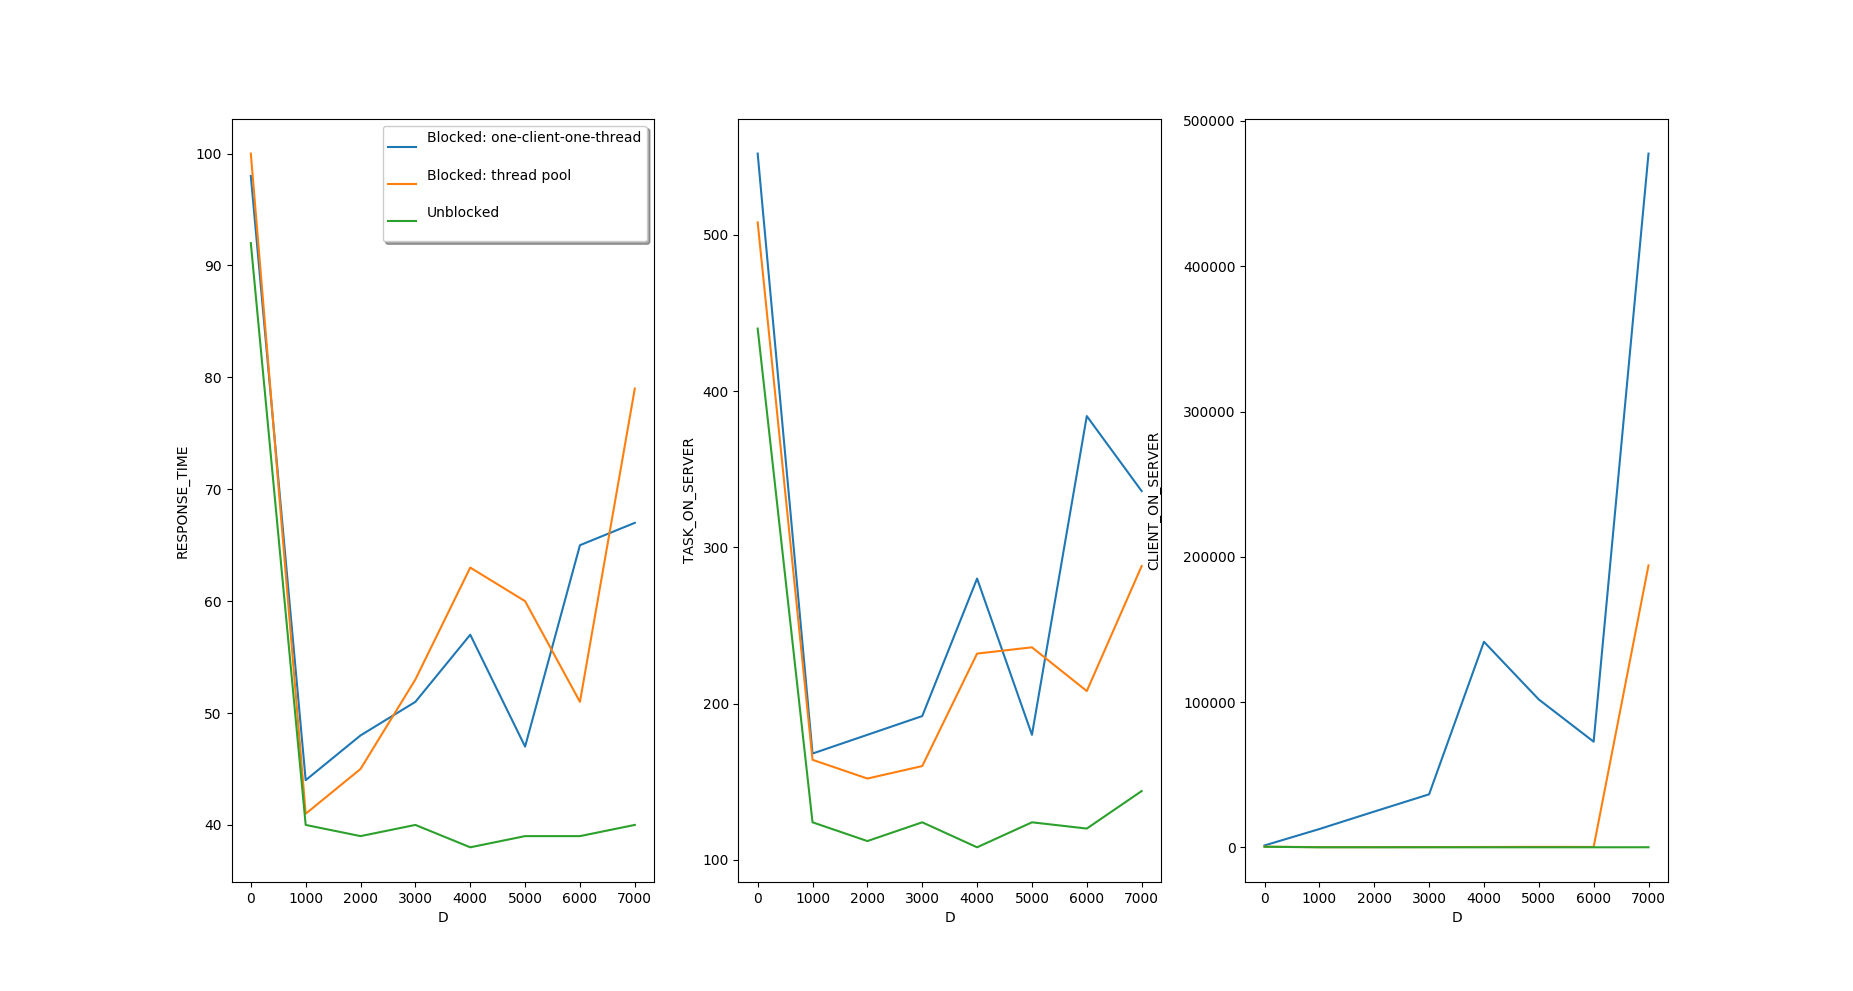 RESPONSE_TIME
100
90
80
70
60
50
40
0 1000 2000 3000 4000 5000 6000 7000
D
Blocked: one-client-one-thread
Blocked: thread pool
Unblocked
TASK_ON_SERVER
500
400
300
200
100
0 1000 2000 3000 4000 5000 6000 7000
D
CLIENT_ON_SERVER
500000
400000
300000
200000
100000
0
0 1000 2000 3000 4000 5000 6000 7000
D